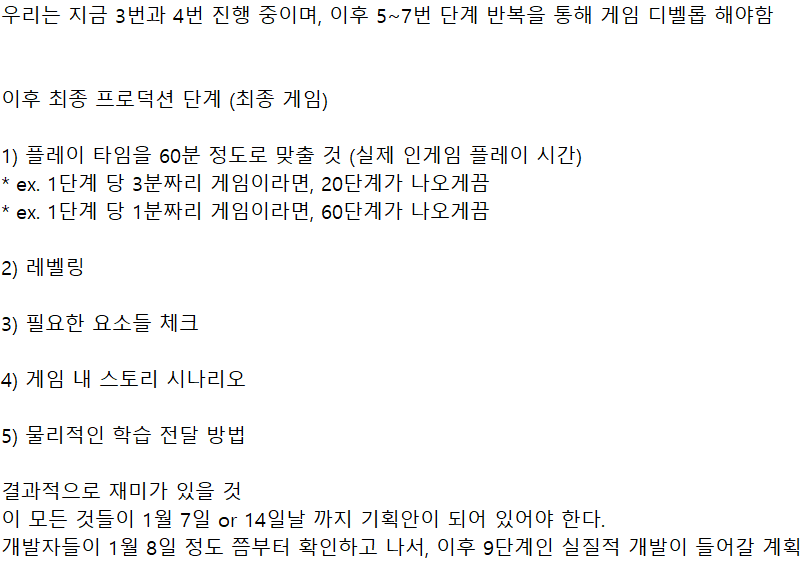 우리는 지금 3번과 4번 진행 중이며, 이후 5~7번 단계 반복을 통해 게임 디벨롭 해야함
이후 최종 프로덕션 단계 (최종 게임)
1) 플레이 타임을 60분 정도로 맞출 것 (실제 인게임 플레이 시간)
* ex. 1단계 당 3분짜리 게임이라면, 20단계가 나오게끔
* ex. 1단계 당 1분짜리 게임이라면, 60단계가 나오게끔
2) 레벨링
3) 필요한 요소들 체크
4) 게임 내 스토리 시나리오
5) 물리적인 학습 전달 방법
결과적으로 재미가 있을 것
이 모든 것들이 1월 7일 or 14일날 까지 기획안이 되어 있어야 한다.
개발자들이 1월 8일 정도 쯤부터 확인하고 나서, 이후 9단계인 실질적 개발이 들어갈 계획